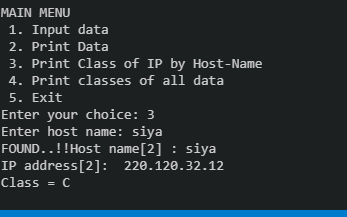 MAIN MENU
1. Input data
2. Print Data
3. Print Class of IP by Host-Name
4. Print classes of all data
5. Exit
Enter your choice: 3
Enter host name: siya
FOUND..!!Host name[2] : siya
IP address[2]:  220.120.32.12
Class = C